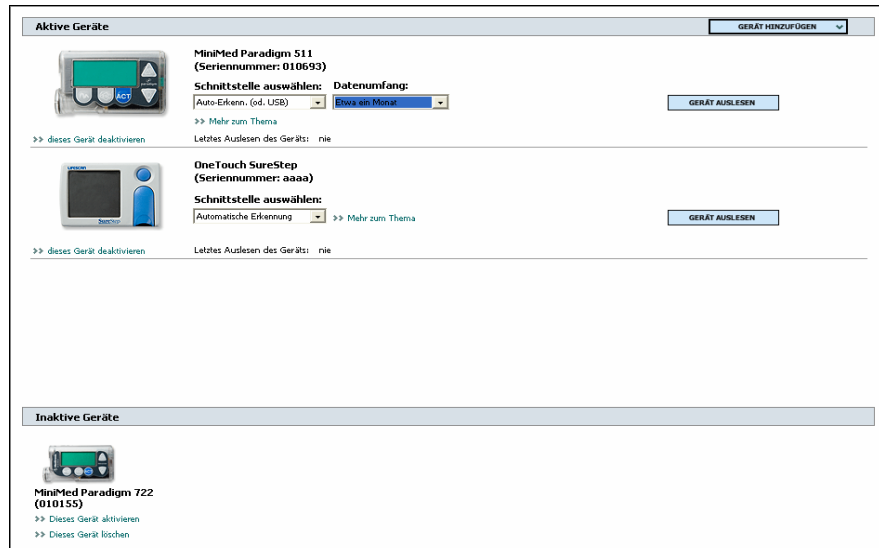 Aktive Geräte
GERÄT HINZUFÜGEN
MiniMed Paradigm 511
(Seriennummer: 010693)
Schnittstelle auswählen: Datenumfang:
Auto-Erkenn. (od. USB) Etwa ein Monat
GERÄT AUSLESEN
>> Mehr zum Thema
>> dieses Gerät deaktivieren Letztes Auslesen des Geräts: nie
ACT
OneTouch SureStep
(Seriennummer: aaaa)
Schnittstelle auswählen:
Automatische Erkennung >> Mehr zum Thema
GERÄT AUSLESEN
LIFESCAN
SureStep
>> dieses Gerät deaktivieren Letztes Auslesen des Geräts: nie
Inaktive Geräte
MiniMed Paradigm 722
(010155)
>> Dieses Gerät aktivieren
>> Dieses Gerät löschen